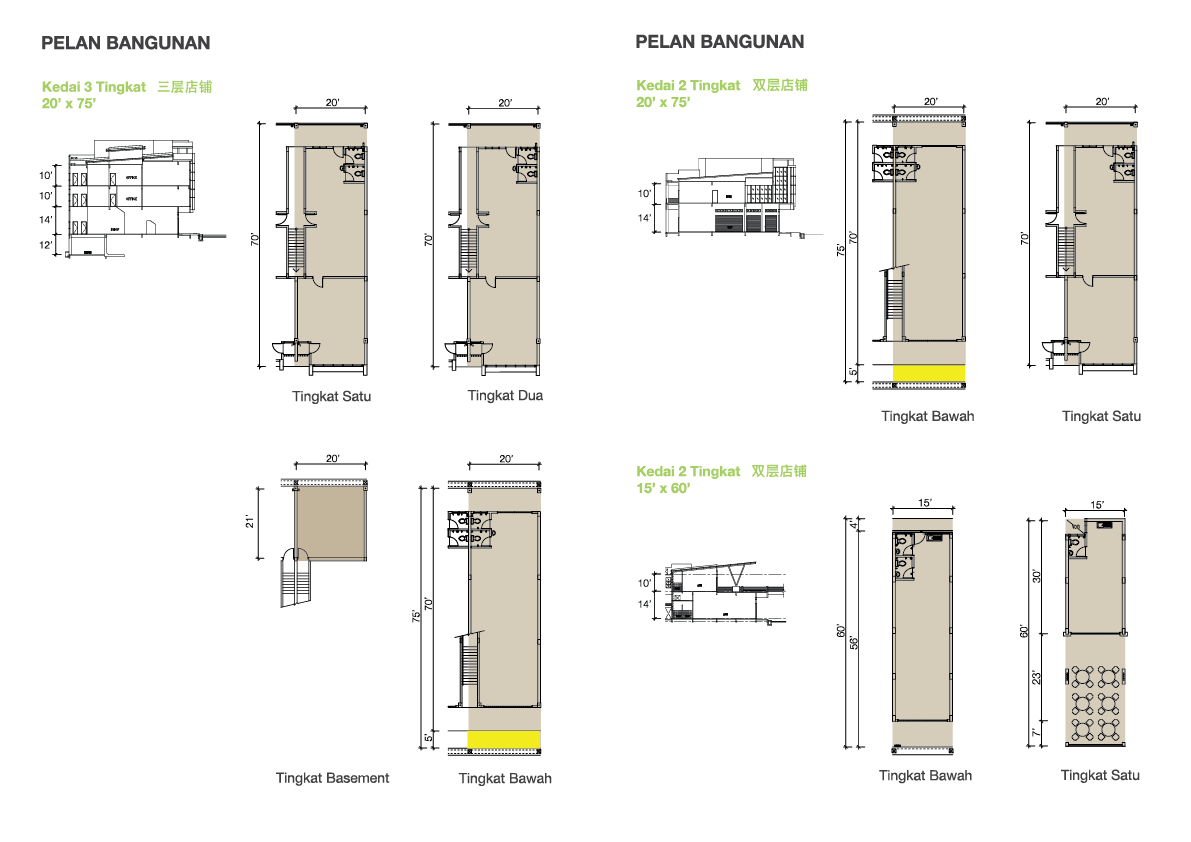 PELAN BANGUNAN
Kedai 3 Tingkat 三层店铺
20' x 75'
10'
10'
14'
12'
OFFICE
OFFICE
SHOP
20'
70'
Tingkat Satu
20'
70'
Tingkat Dua
20'
21'
Tingkat Basement
20'
75'
70'
5'
Tingkat Bawah
PELAN BANGUNAN
Kedai 2 Tingkat 双层店铺
20' x 75'
10'
14'
20'
75'
70'
5'
Tingkat Bawah
20'
70'
Tingkat Satu
Kedai 2 Tingkat 双层店铺
15' x 60'
10'
14'
15'
4'
60'
56'
Tingkat Bawah
15'
60'
30'
23'
7'
Tingkat Satu